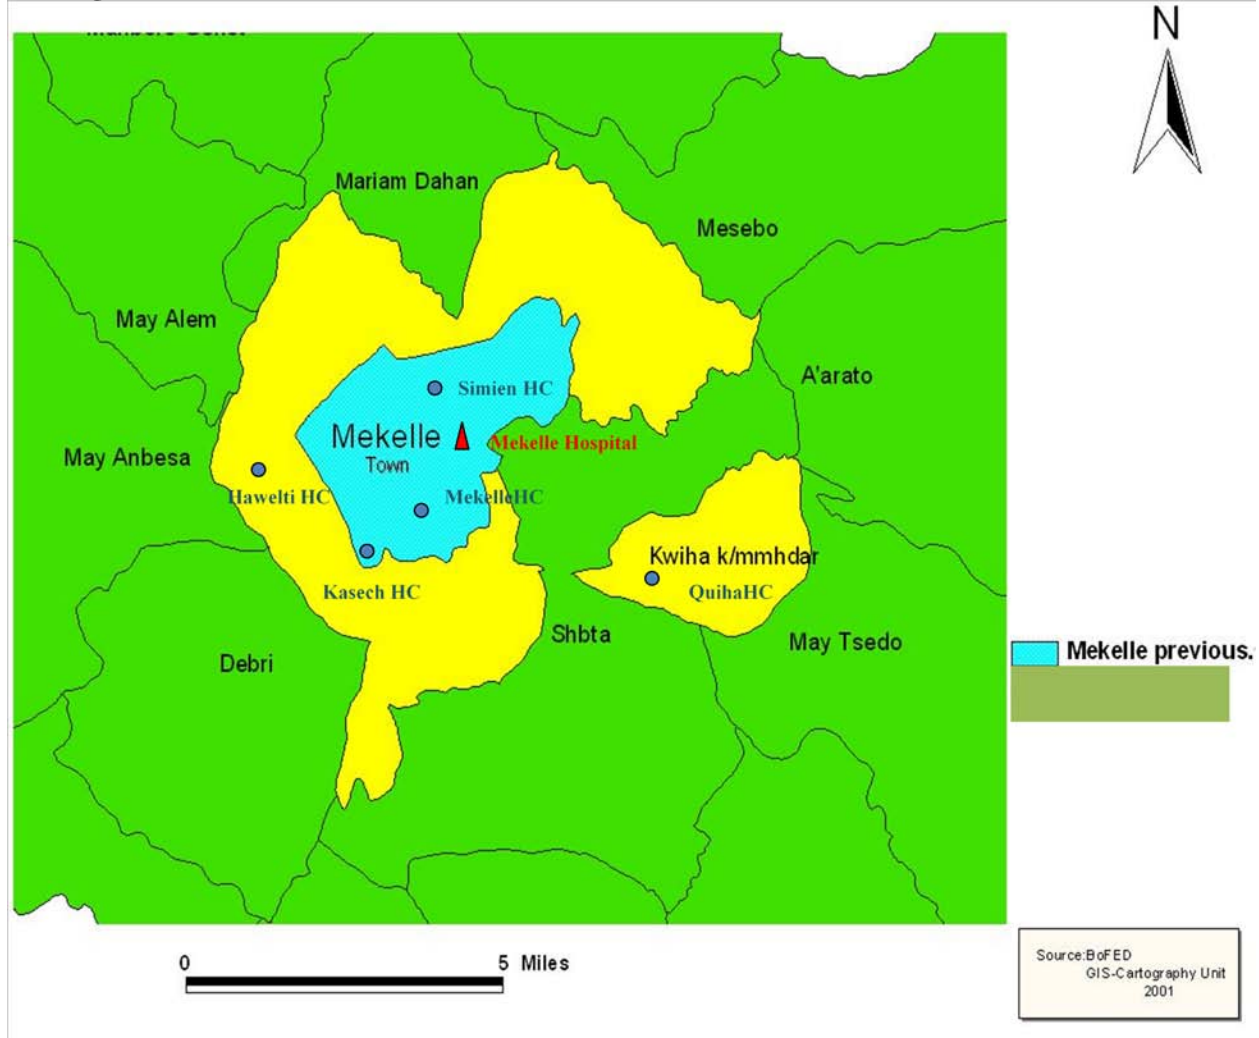 N
Mariam Dahan
Mesebo
May Alem
A'arato
Simien HC
Mekelle
Town
Mekelle Hospital
May Anbesa
Hawelti HC
MekelleHC
Kwiha k/mmhdar
QuihaHC
Kasech HC
Shbta
May Tsedo
Debri
Mekelle previous.
0 5 Miles
Source:BoFED
GIS-Cartography Unit
2001